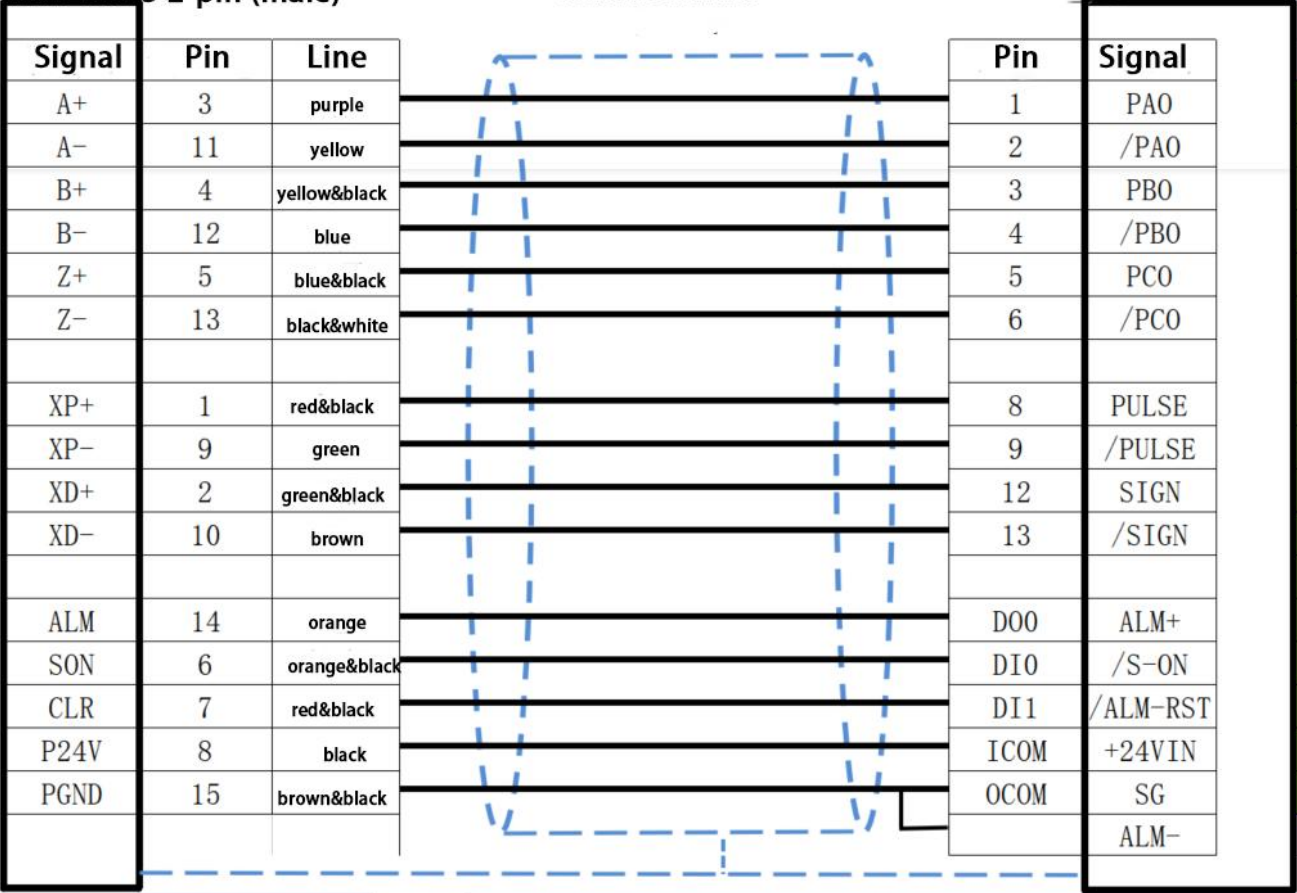 2-pin (male)
Signal Pin Line Pin Signal
A+ 3 purple 1 PAO
A- 11 yellow 2 /PAO
B+ 4 yellow&black 3 PBO
B- 12 blue 4 /PBO
Z+ 5 blue&black 5 PCO
Z- 13 black&white 6 /PCO
XP+ 1 red&black 8 PULSE
XP- 9 green 9 /PULSE
XD+ 2 green&black 12 SIGN
XD- 10 brown 13 /SIGN
ALM 14 orange DO0 ALM+
SON 6 orange&black DI0 /S-ON
CLR 7 red&black DI1 /ALM-RST
P24V 8 black ICOM +24VIN
PGND 15 brown&black OCOM SG
ALM-